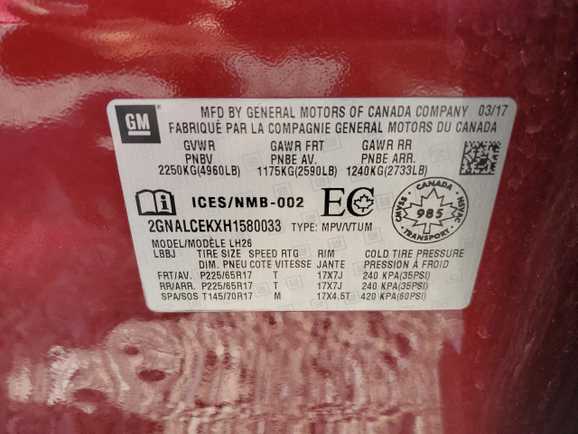 GM
MFD BY GENERAL MOTORS OF CANADA COMPANY 03/17
FABRIQUÉ PAR LA COMPAGNIE GENERAL MOTORS DU CANADA
GVWR GAWR FRT GAWR RR
PNBV PNBE AV. PNBE ARR.
2250KG(4960LB) 1175KG(2590LB) 1240KG(2733LB)
ICES/NMB-002 EC
CANADA
CMVSS 985 NSVAC
TRANSPORT
2GNALCEKXH1580033 TYPE: MPV/VTUM
MODEL/MODÈLE LH26
LBBJ TIRE SIZE SPEED RTG RIM COLD TIRE PRESSURE
DIM. PNEU COTE VITESSE JANTE PRESSION À FROID
FRT/AV. P225/65R17 T 17X7J 240 KPA(35PSI)
RR/ARR. P225/65R17 T 17X7J 240 KPA(35PSI)
SPA/SOS T145/70R17 M 17X4.5T 420 KPA(60PSI)